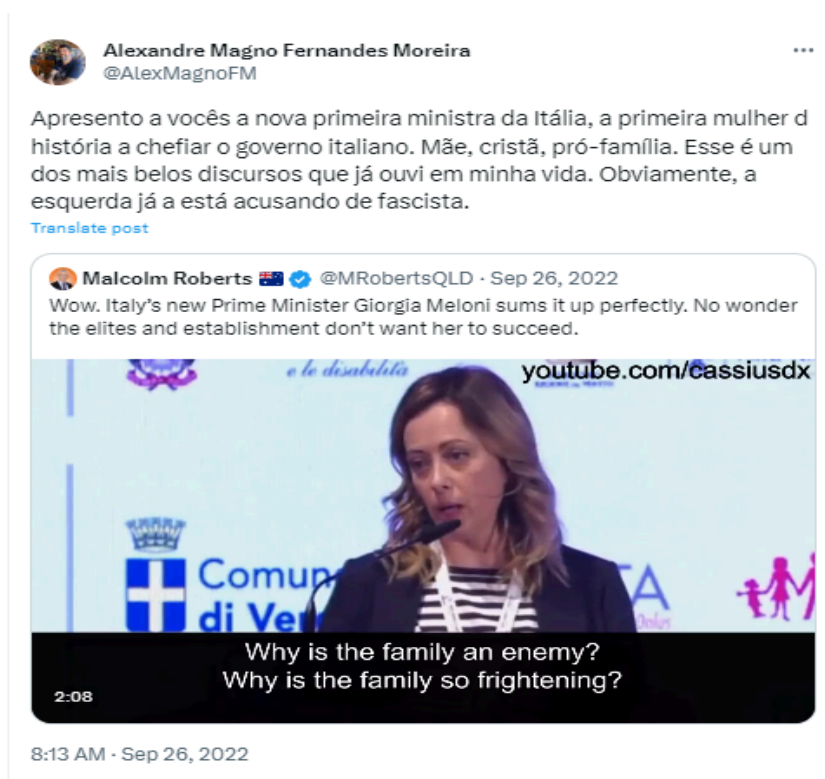 Alexandre Magno Fernandes Moreira
@AlexMagnoFM
Apresento a vocês a nova primeira ministra da Itália, a primeira mulher d
história a chefiar o governo italiano. Mãe, cristã, pró-família. Esse é um
dos mais belos discursos que já ouvi em minha vida. Obviamente, a
esquerda já a está acusando de fascista.
Translate post
Malcolm Roberts @MRobertsQLD · Sep 26, 2022
Wow. Italy's new Prime Minister Giorgia Meloni sums it up perfectly. No wonder
the elites and establishment don't want her to succeed.
e le disabilità
youtube.com/cassiusdx
Comun
di Ver
TA
Why is the family an enemy?
Why is the family so frightening?
2:08
8:13 AM · Sep 26, 2022